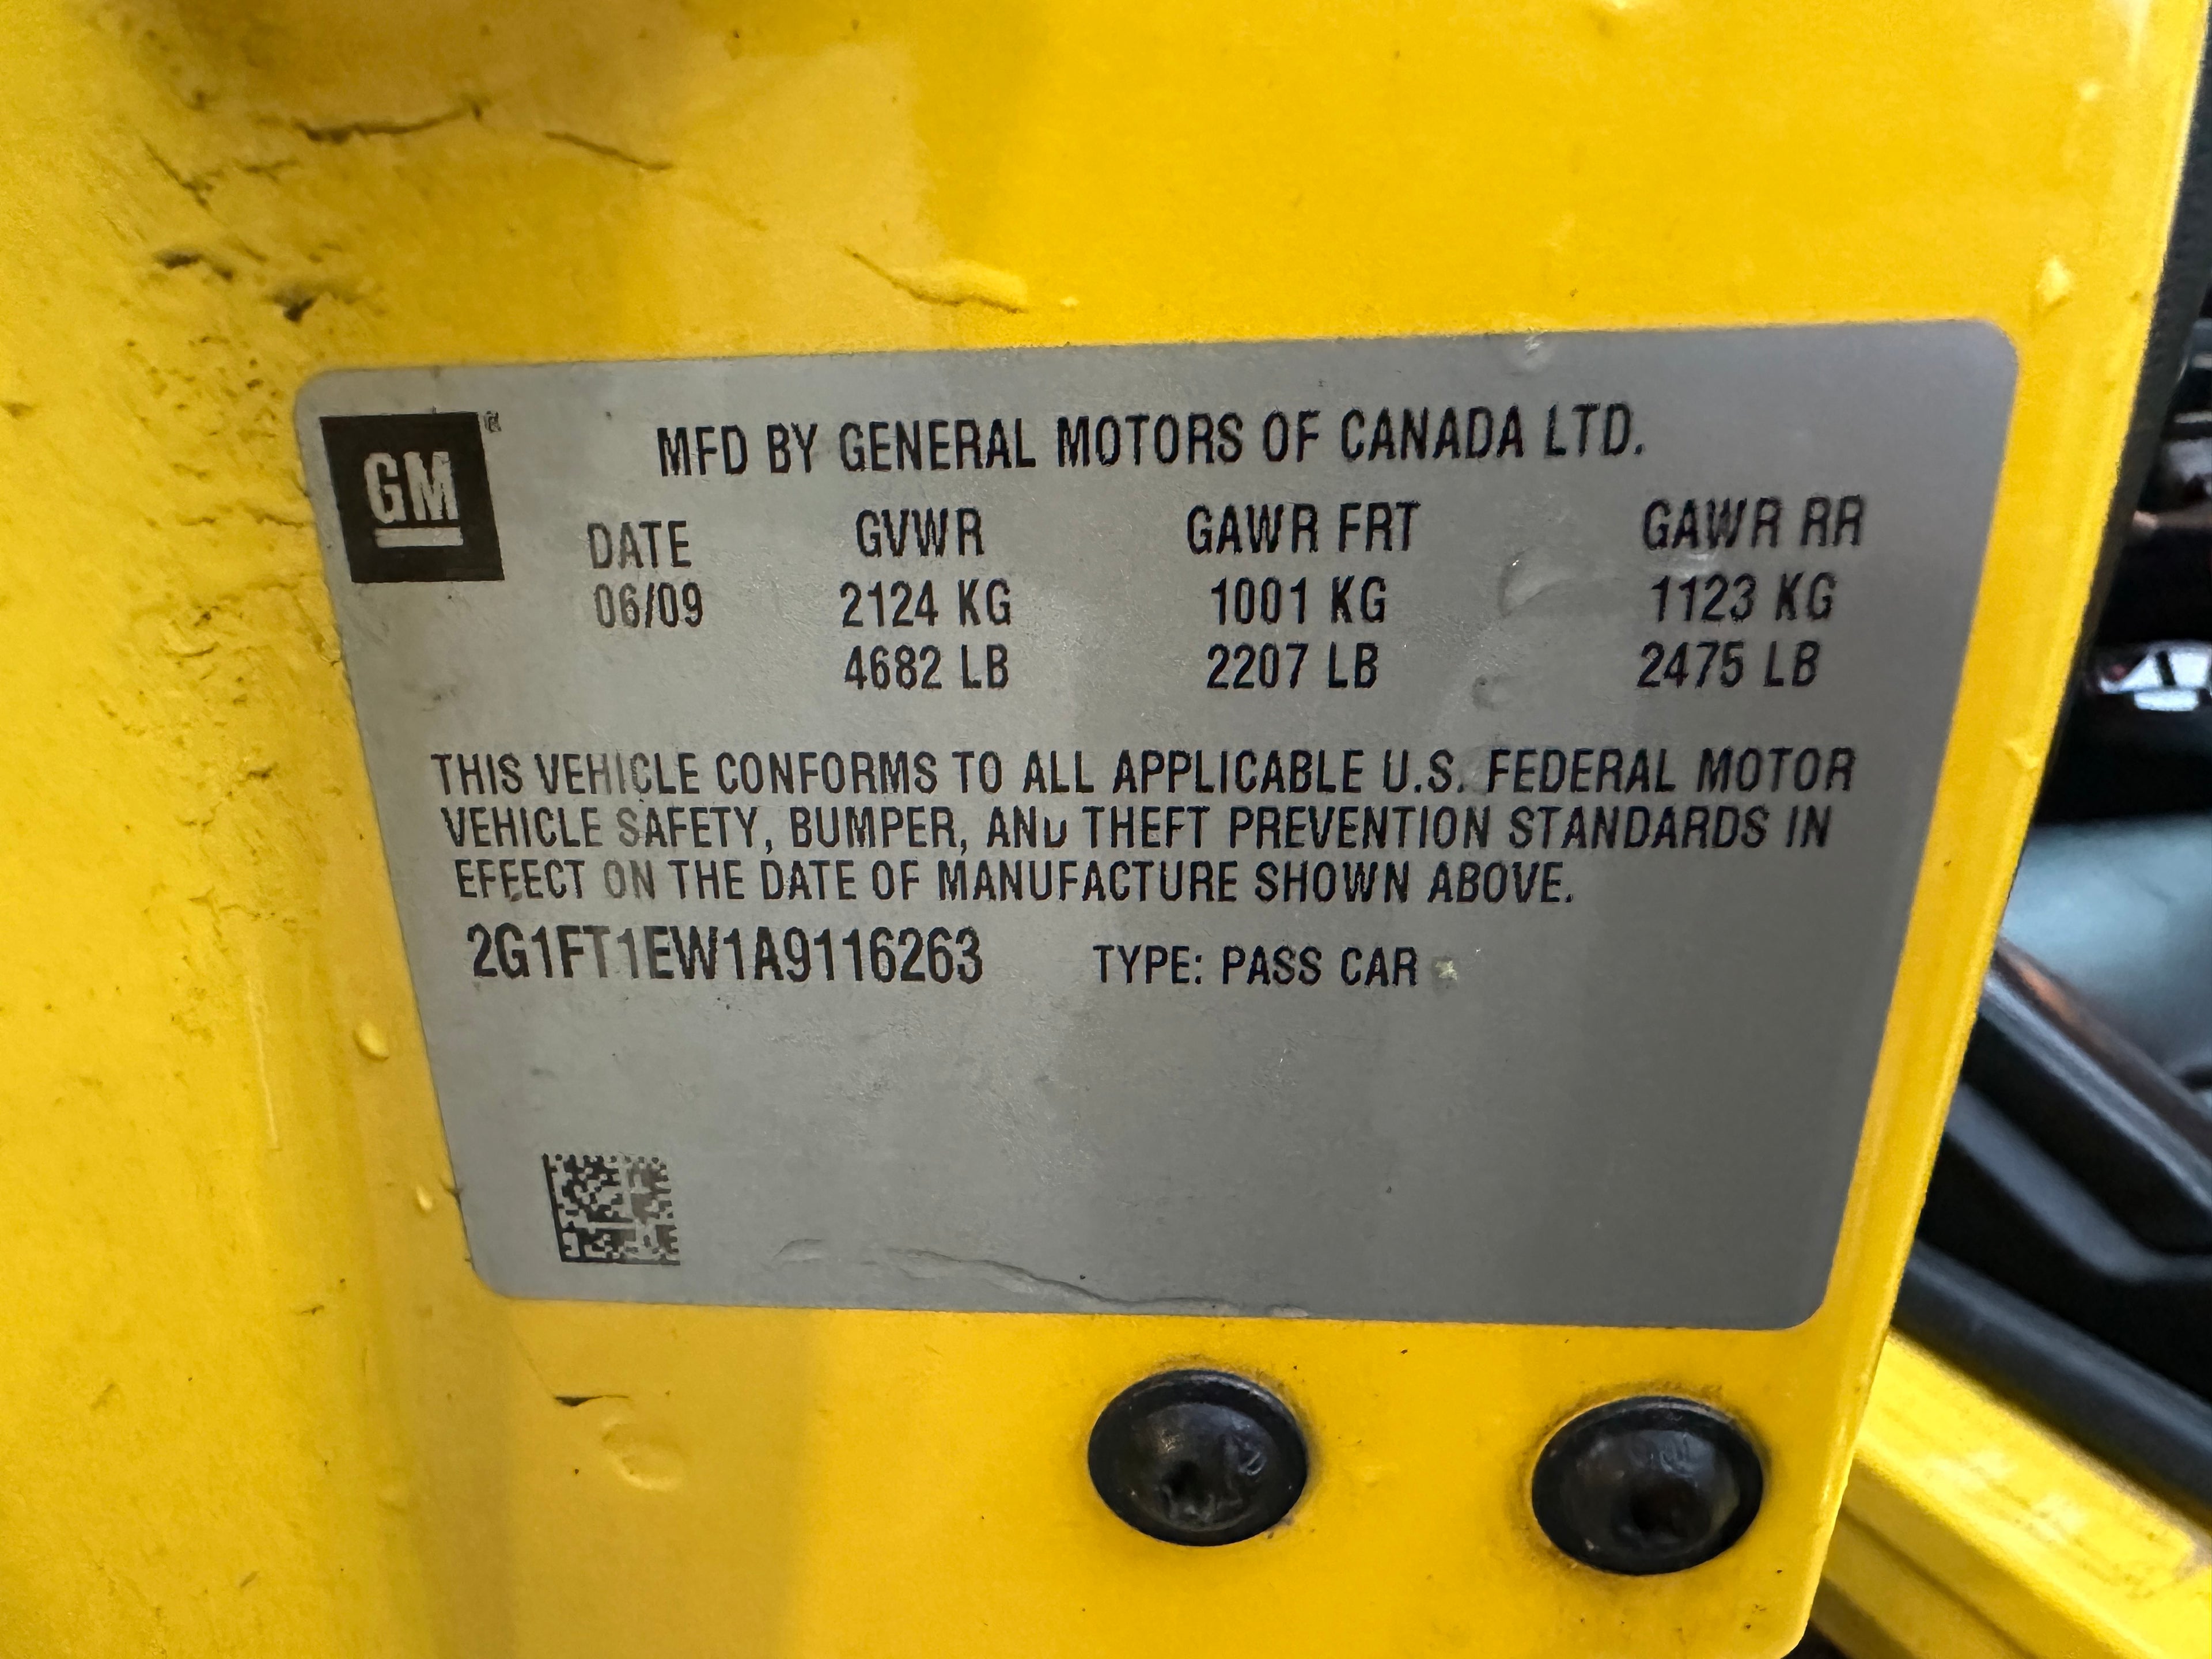 GM
MFD BY GENERAL MOTORS OF CANADA LTD.
DATE GVWR GAWR FRT GAWR RR
06/09 2124 KG 1001 KG 1123 KG
4682 LB 2207 LB 2475 LB
THIS VEHICLE CONFORMS TO ALL APPLICABLE U.S. FEDERAL MOTOR
VEHICLE SAFETY, BUMPER, AND THEFT PREVENTION STANDARDS IN
EFFECT ON THE DATE OF MANUFACTURE SHOWN ABOVE.
2G1FT1EW1A9116263 TYPE: PASS CAR